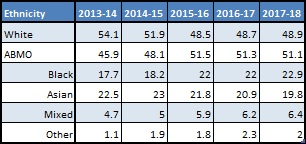 Ethnicity 2013-14 2014-15 2015-16 2016-17 2017-18
White 54.1 51.9 48.5 48.7 48.9
ABMO 45.9 48.1 51.5 51.3 51.1
Black 17.7 18.2 22 22 22.9
Asian 22.5 23 21.8 20.9 19.8
Mixed 4.7 5 5.9 6.2 6.4
Other 1.1 1.9 1.8 2.3 2